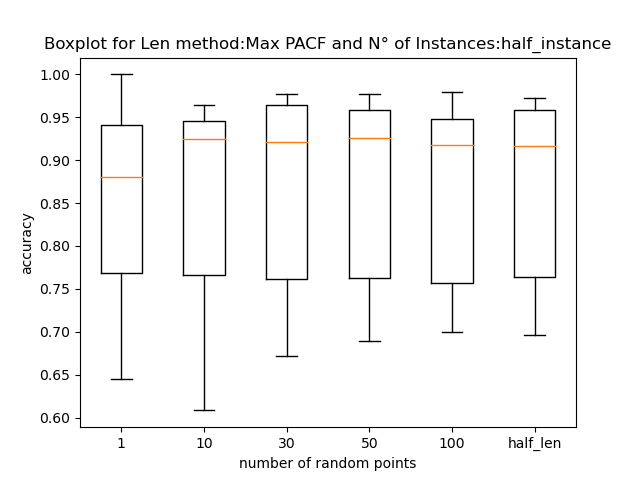 Boxplot for Len method:Max PACF and N° of Instances:half_instance
1.00
0.95
0.90
0.85
0.80
0.75
0.70
0.65
0.60
accuracy
1 10 30 50 100 half_len
number of random points